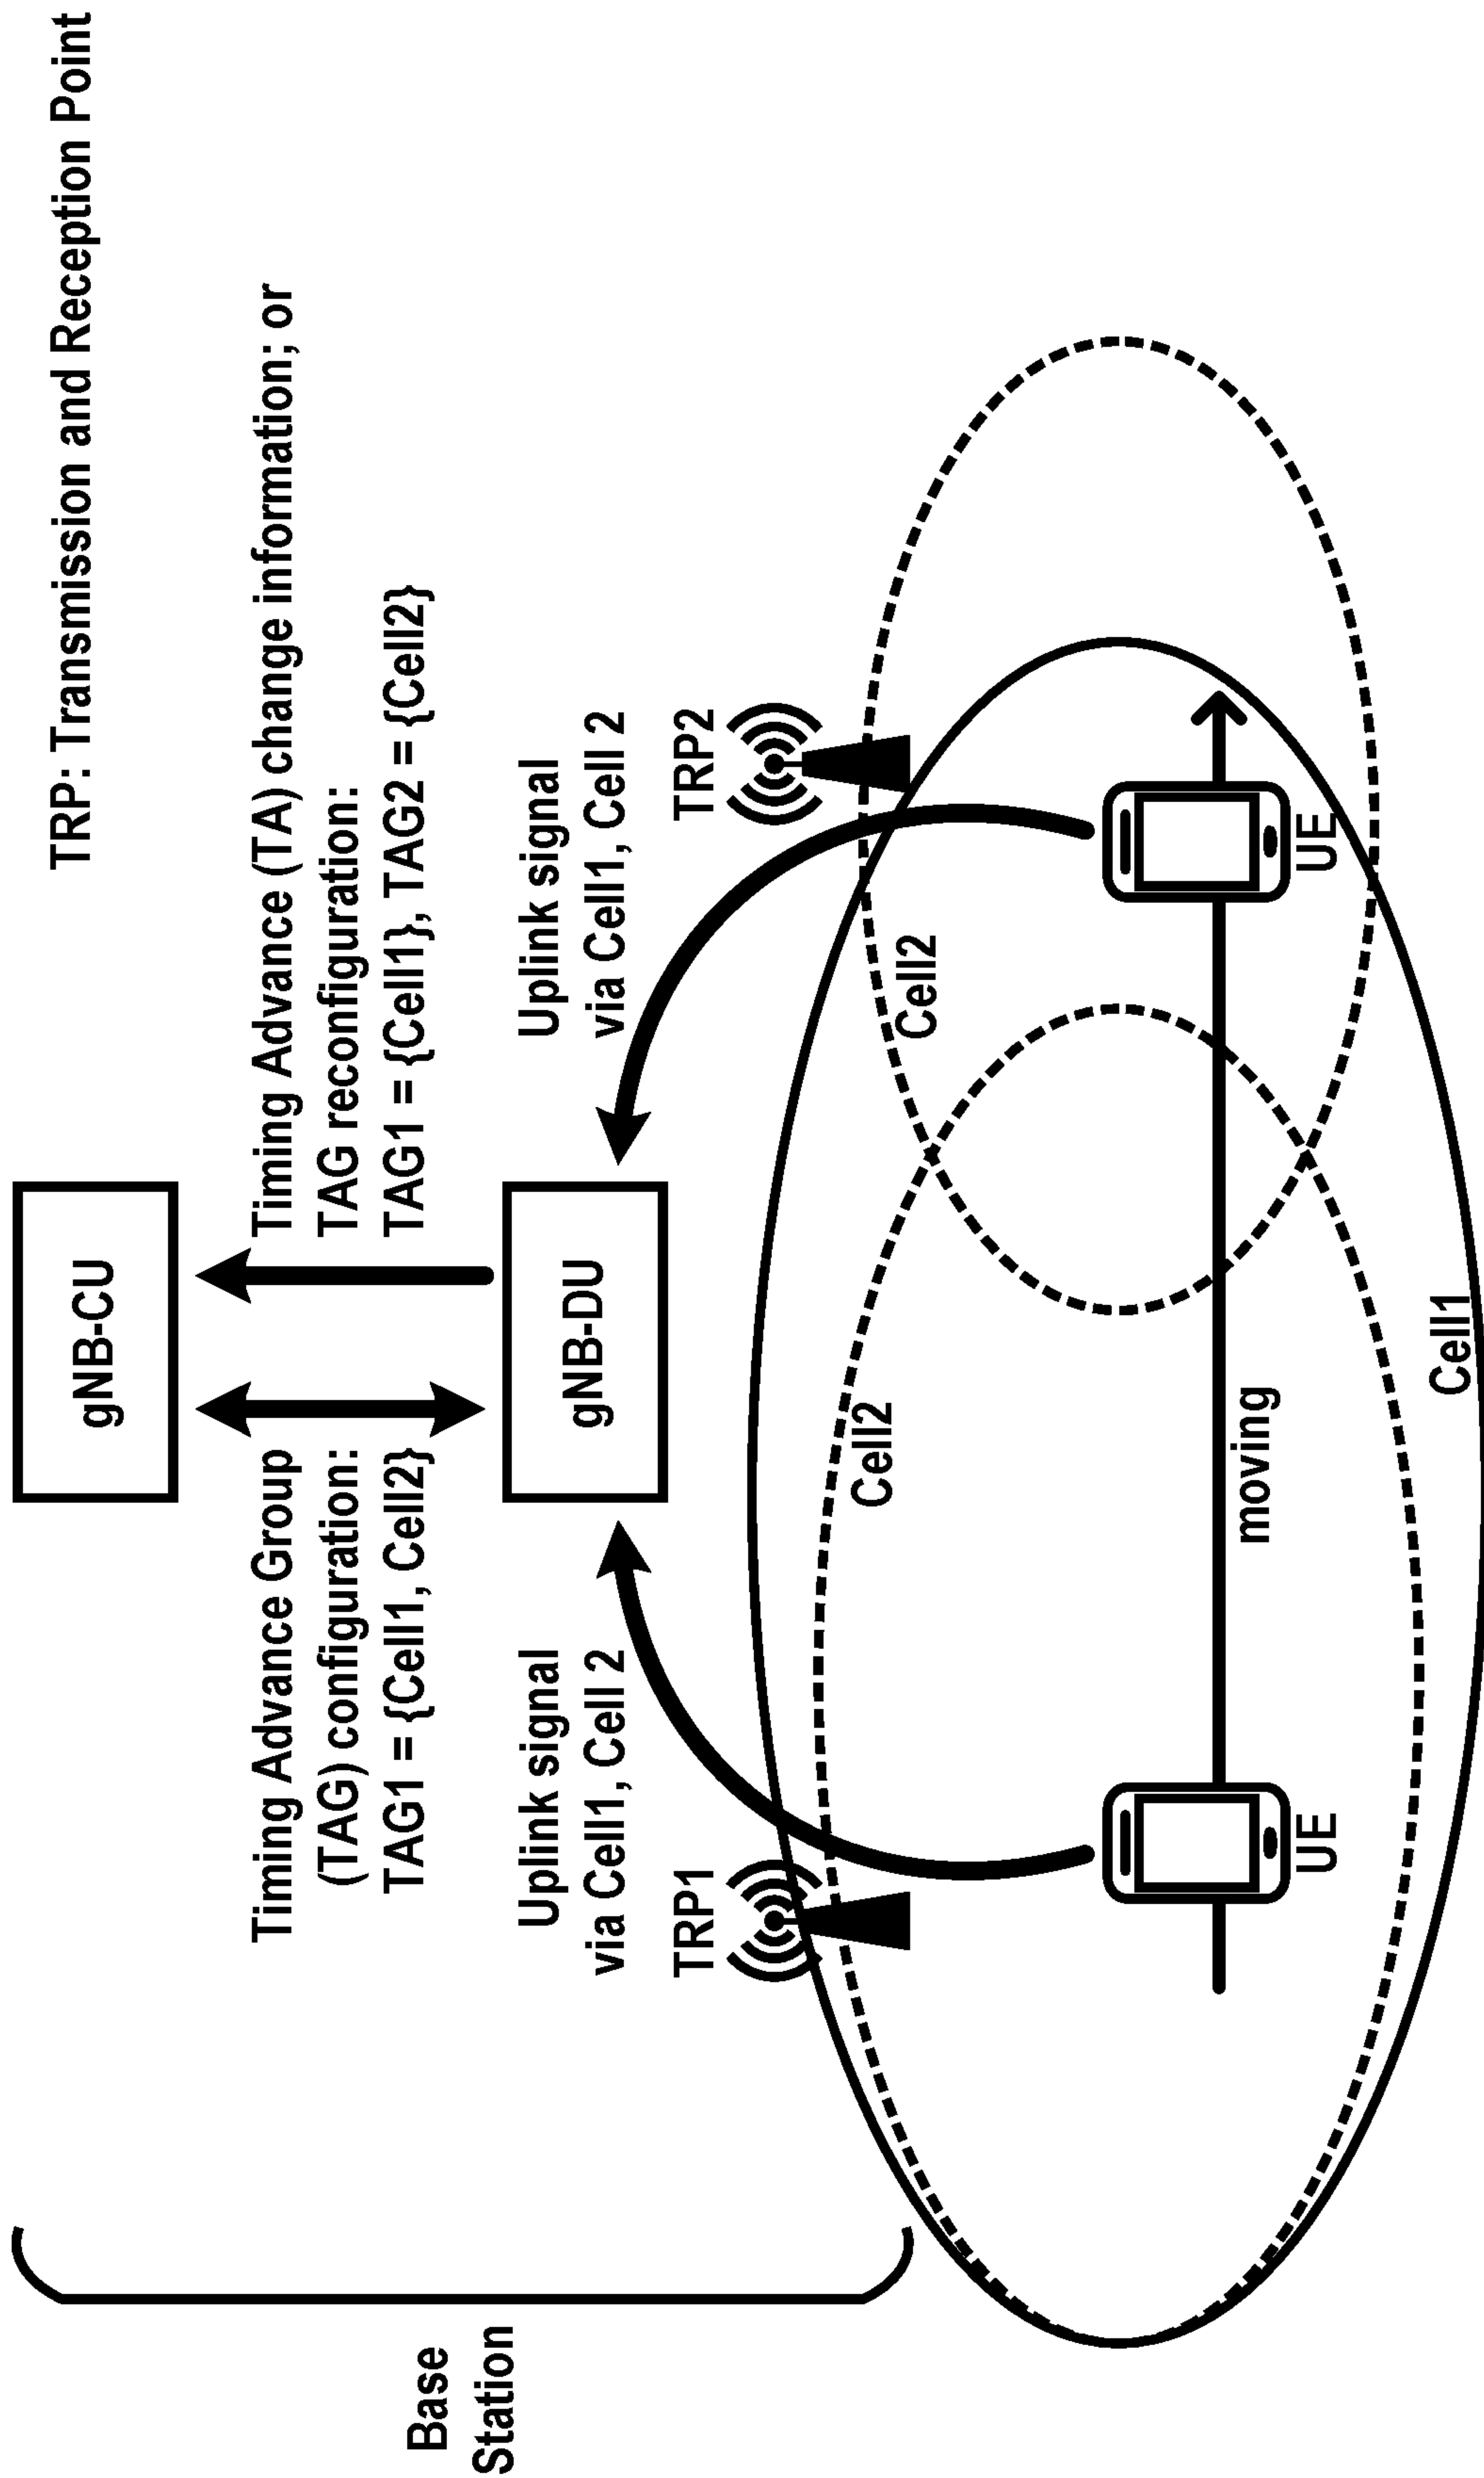 TRP: Transmission and Reception Point
gNB-CU
Timing Advance Group
(TAG) configuration:
TAG1 = {Cell1, Cell2}
Timing Advance (TA) change information; or
TAG reconfiguration:
TAG1 = {Cell1}, TAG2 = {Cell2}
Base
Station
gNB-DU
Uplink signal
via Cell1, Cell 2
Uplink signal
via Cell1, Cell 2
TRP1
TRP2
Cell2
Cell2
moving
UE
UE
Cell1